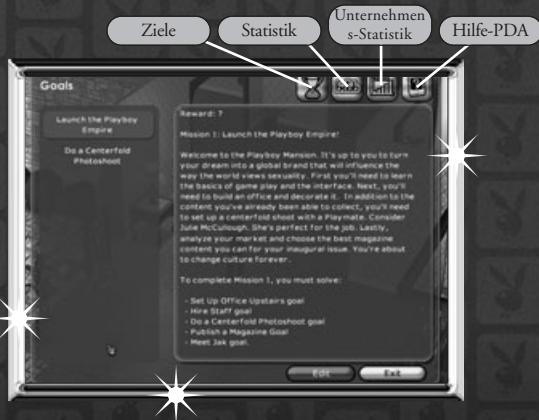 Ziele
Statistik
Unternehmen
s-Statistik
Hilfe-PDA
Goals
Launch the Playboy
Empire
Do a Centerfold
Photoshoot
Reward: ?
Mission 1: Launch the Playboy Empire!
Welcome to the Playboy Mansion. It's up to you to turn
your dream into a global brand that will influence the
way the world views sexuality. First you'll need to learn
the basics of game play and the interface. Next, you'll
need to build an office and decorate it. In addition to the
content you've already been able to collect, you'll need
to set up a centerfold shoot with a Playmate. Consider
Julie McCullough. She's perfect for the job. Lastly,
analyze your market and choose the best magazine
content you can for your inaugural issue. You're about
to change culture forever.
To complete Mission 1, you must solve:
- Set Up Office Upstairs goal
- Hire Staff goal
- Do a Centerfold Photoshoot goal
- Publish a Magazine Goal
- Meet Jak goal.
Edit
Exit